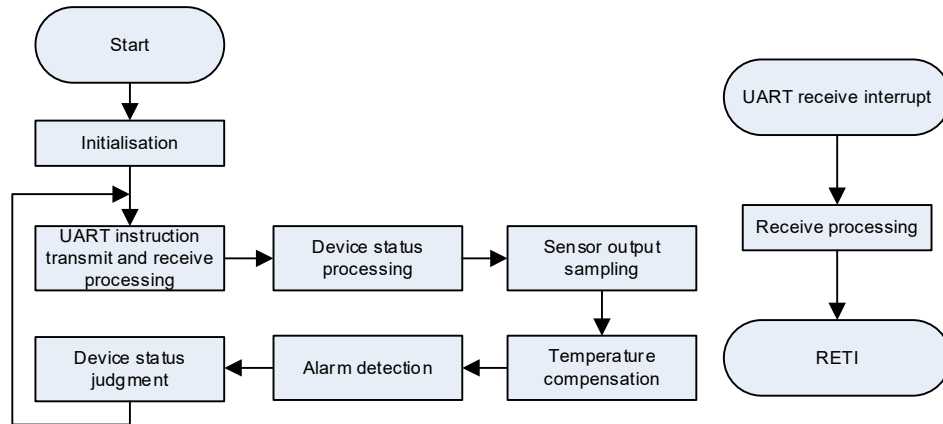 Start
Initialisation
UART instruction
transmit and receive
processing
Device status
processing
Sensor output
sampling
Temperature
compensation
Alarm detection
Device status
judgment
UART receive interrupt
Receive processing
RETI